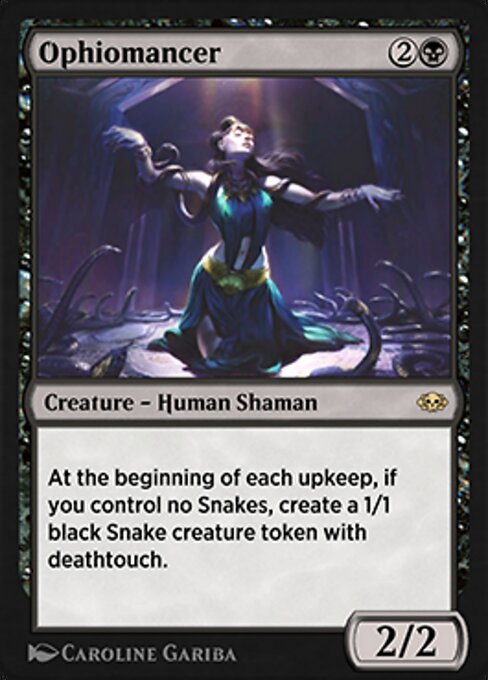 Ophiomancer 2
Creature – Human Shaman
At the beginning of each upkeep, if
you control no Snakes, create a 1/1
black Snake creature token with
deathtouch.
2/2
CAROLINE GARIBA